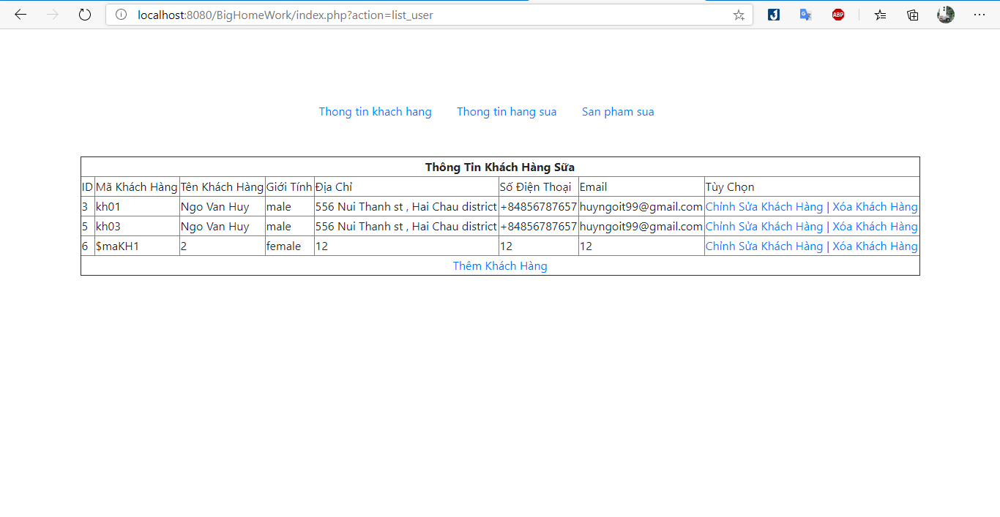 localhost:8080/BigHomeWork/index.php?action=list_user
ABP
Thong tin khach hang Thong tin hang sua San pham sua
Thông Tin Khách Hàng Sữa
ID Mã Khách Hàng Tên Khách Hàng Giới Tính Địa Chỉ Số Điện Thoại Email Tùy Chọn
3 kh01 Ngo Van Huy male 556 Nui Thanh st , Hai Chau district +84856787657 huyngoit99@gmail.com Chỉnh Sửa Khách Hàng | Xóa Khách Hàng
5 kh03 Ngo Van Huy male 556 Nui Thanh st , Hai Chau district +84856787657 huyngoit99@gmail.com Chỉnh Sửa Khách Hàng | Xóa Khách Hàng
6 $maKH1 2 female 12 12 12 Chỉnh Sửa Khách Hàng | Xóa Khách Hàng
Thêm Khách Hàng